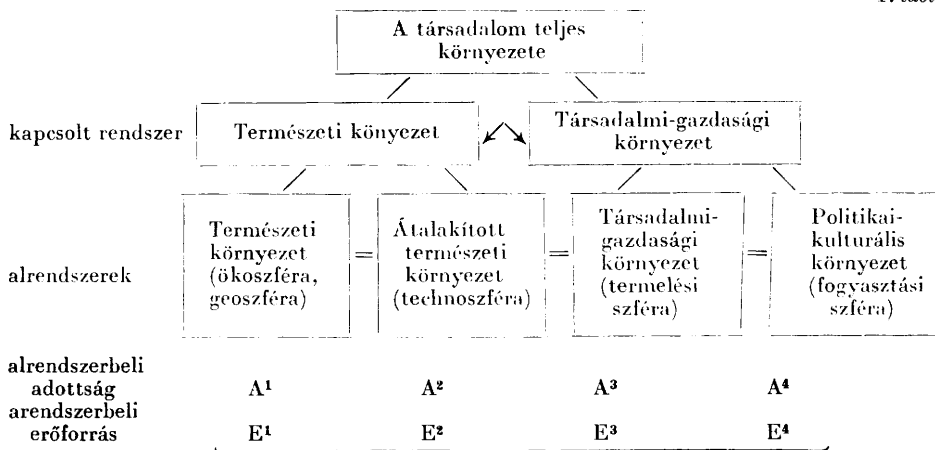 A társadalom teljes
környezete
kapcsolt rendszer
Természeti könyezet
Társadalmi-gazdasági
környezet
alrendszerek
Természeti
környezet
(ökoszféra,
geoszféra)
=
Átalakított
természeti
környezet
(technoszféra)
=
Társadalmi-
gazdasági
környezet
(termelési
szféra)
=
Politikai-
kulturális
környezet
(fogyasztási
szféra)
alrendszerbeli
adottság A¹ A² A³ A⁴
arendszerbeli
erőforrás E¹ E² E³ E⁴